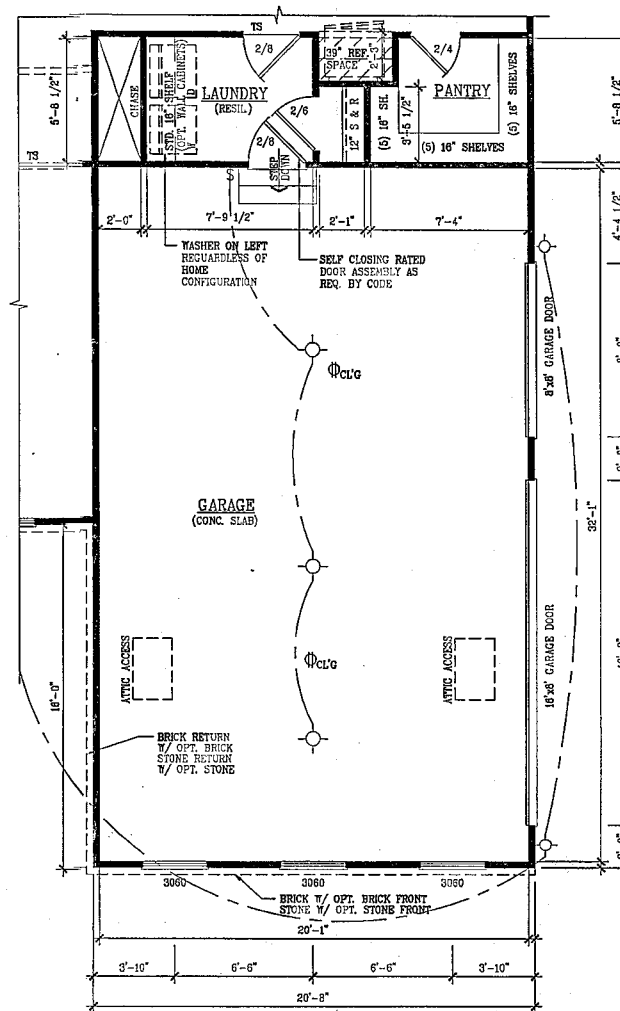 TS
2/8
39" REF.
SPACE
2'-3"
2/4
5'-8 1/2"
CHASE
STD. 16" SHELF
(OPT. WALL CABINETS)
W
D
LAUNDRY
(RESIL)
2/6
2/8
12" S & R
(5) 16" SH.
3'-5 1/2"
PANTRY
(5) 16" SHELVES
(5) 16" SHELVES
5'-8 1/2"
TS
STEP
DOWN
S
2'-0"
7'-9 1/2"
2'-1"
7'-4"
4'-4 1/2"
WASHER ON LEFT
REGUARDLESS OF
HOME
CONFIGURATION
SELF CLOSING RATED
DOOR ASSEMBLY AS
REQ. BY CODE
8'x8' GARAGE DOOR
CL'G
GARAGE
(CONC. SLAB)
32'-1"
ATTIC ACCESS
CL'G
ATTIC ACCESS
16'x8' GARAGE DOOR
16'-0"
BRICK RETURN
W/ OPT. BRICK
STONE RETURN
W/ OPT. STONE
3060
3060
3060
BRICK W/ OPT. BRICK FRONT
STONE W/ OPT. STONE FRONT
20'-1"
3'-10"
6'-6"
6'-6"
3'-10"
20'-8"